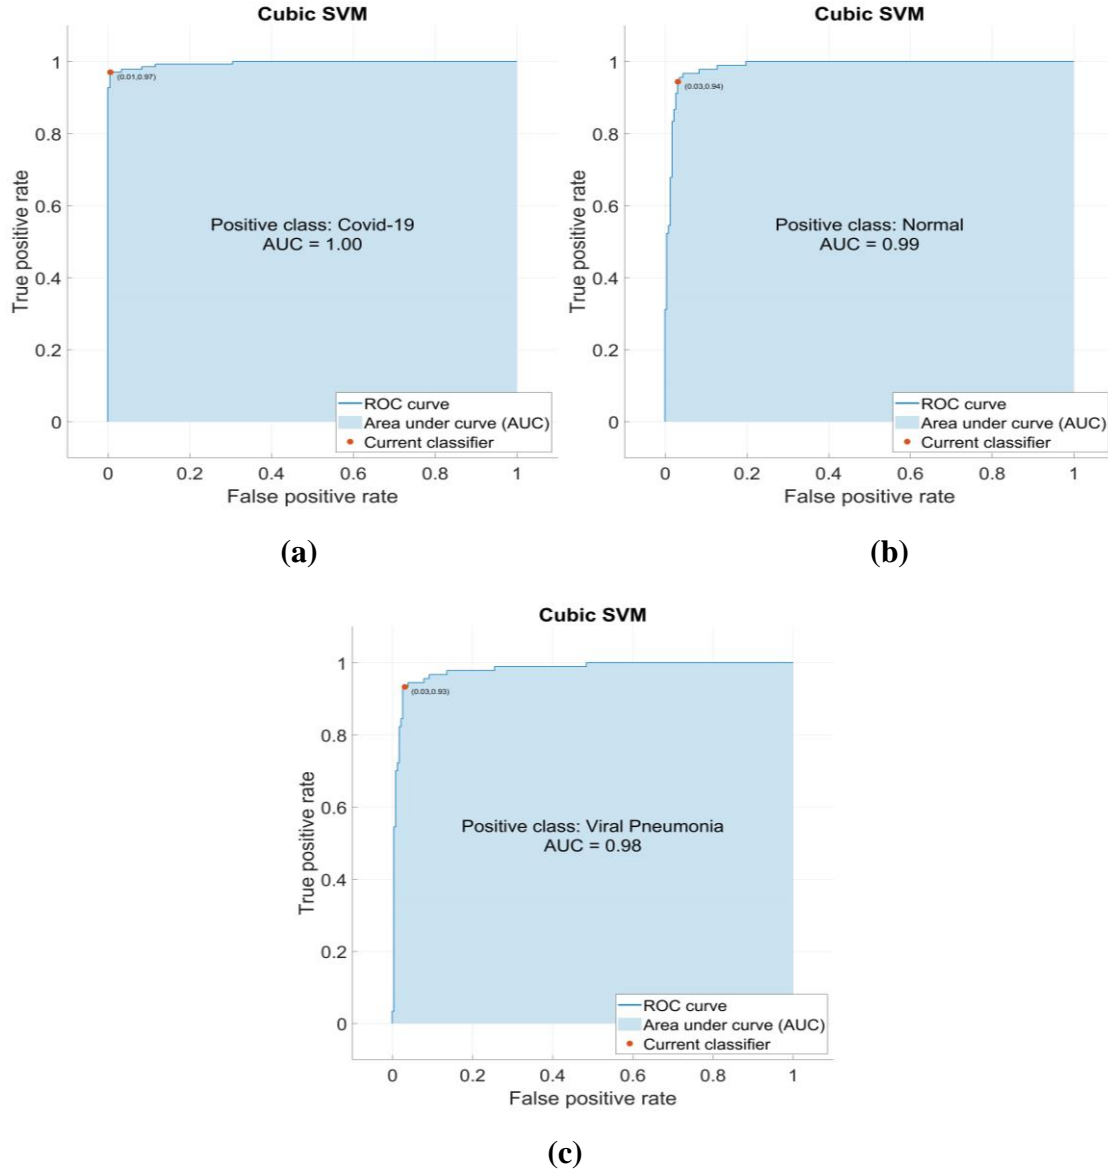 Cubic SVM
1
(0.01,0.97)
0.8
0.6
Positive class: Covid-19
AUC = 1.00
0.4
0.2
0
True positive rate
ROC curve
Area under curve (AUC)
Current classifier
0 0.2 0.4 0.6 0.8 1
False positive rate
(a)
Cubic SVM
1
(0.03,0.94)
0.8
0.6
Positive class: Normal
AUC = 0.99
0.4
0.2
0
True positive rate
ROC curve
Area under curve (AUC)
Current classifier
0 0.2 0.4 0.6 0.8 1
False positive rate
(b)
Cubic SVM
1
(0.03,0.93)
0.8
0.6
Positive class: Viral Pneumonia
AUC = 0.98
0.4
0.2
0
True positive rate
ROC curve
Area under curve (AUC)
Current classifier
0 0.2 0.4 0.6 0.8 1
False positive rate
(c)